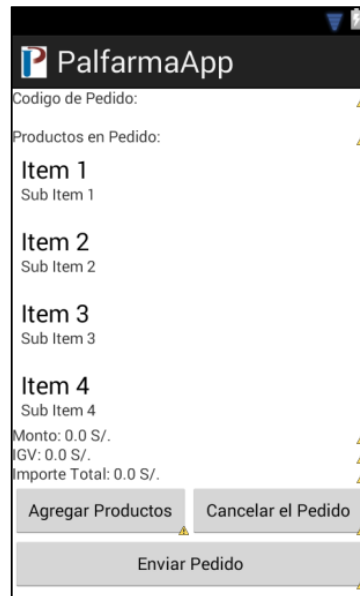 PalfarmaApp
Codigo de Pedido:
Productos en Pedido:
Item 1
Sub Item 1
Item 2
Sub Item 2
Item 3
Sub Item 3
Item 4
Sub Item 4
Monto: 0.0 S/.
IGV: 0.0 S/.
Importe Total: 0.0 S/.
Agregar Productos Cancelar el Pedido
Enviar Pedido